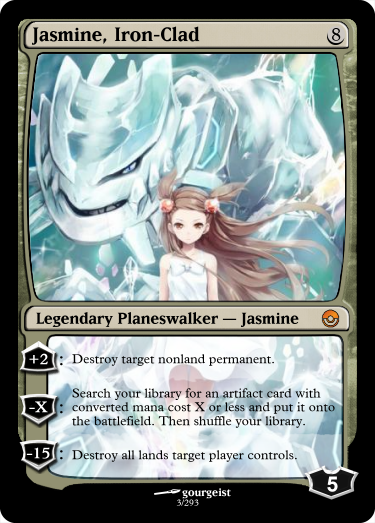 Jasmine, Iron-Clad 8
Legendary Planeswalker — Jasmine
+2: Destroy target nonland permanent.
-X: Search your library for an artifact card with
converted mana cost X or less and put it onto
the battlefield. Then shuffle your library.
-15: Destroy all lands target player controls.
5
gourgeist
3/293